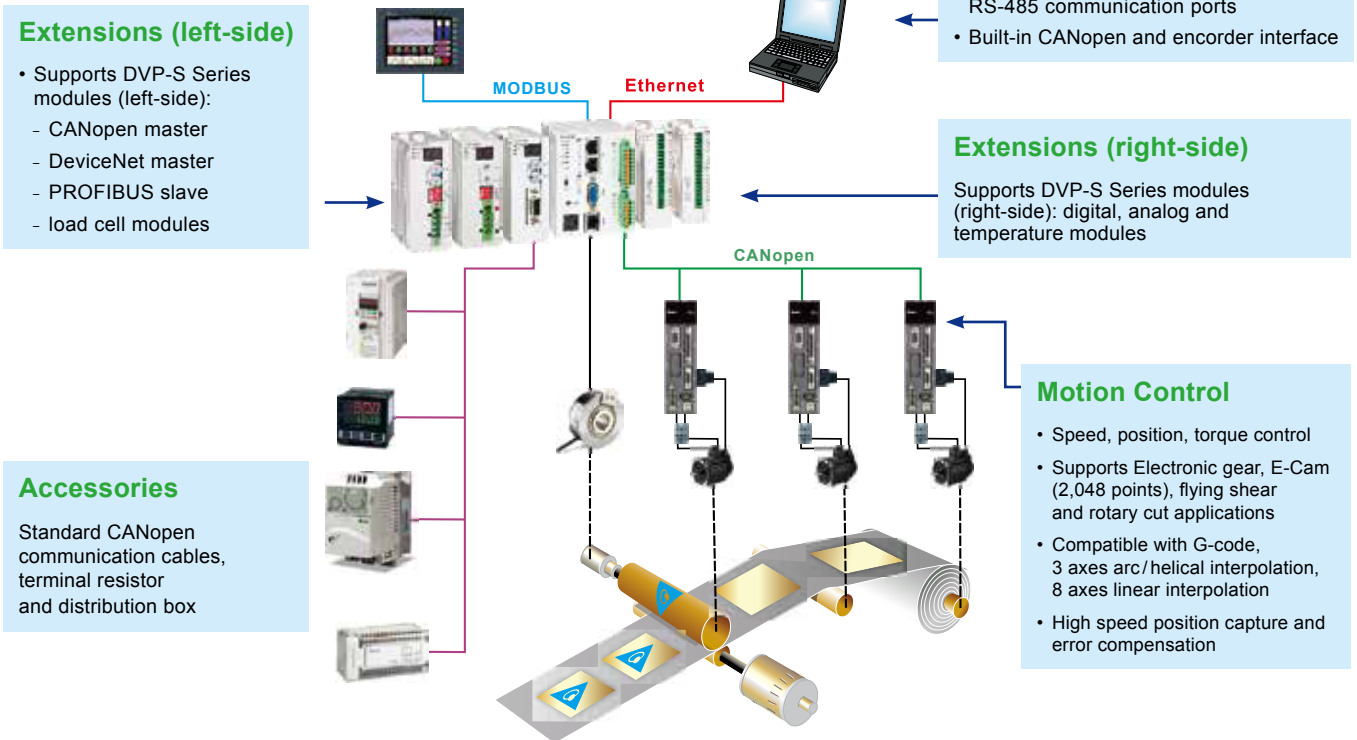 RS-485 communication ports
• Built-in CANopen and encorder interface
Extensions (left-side)
• Supports DVP-S Series
modules (left-side):
- CANopen master
- DeviceNet master
- PROFIBUS slave
- load cell modules
MODBUS
Ethernet
Extensions (right-side)
Supports DVP-S Series modules
(right-side): digital, analog and
temperature modules
CANopen
Motion Control
• Speed, position, torque control
• Supports Electronic gear, E-Cam
(2,048 points), flying shear
and rotary cut applications
• Compatible with G-code,
3 axes arc/helical interpolation,
8 axes linear interpolation
• High speed position capture and
error compensation
Accessories
Standard CANopen
communication cables,
terminal resistor
and distribution box